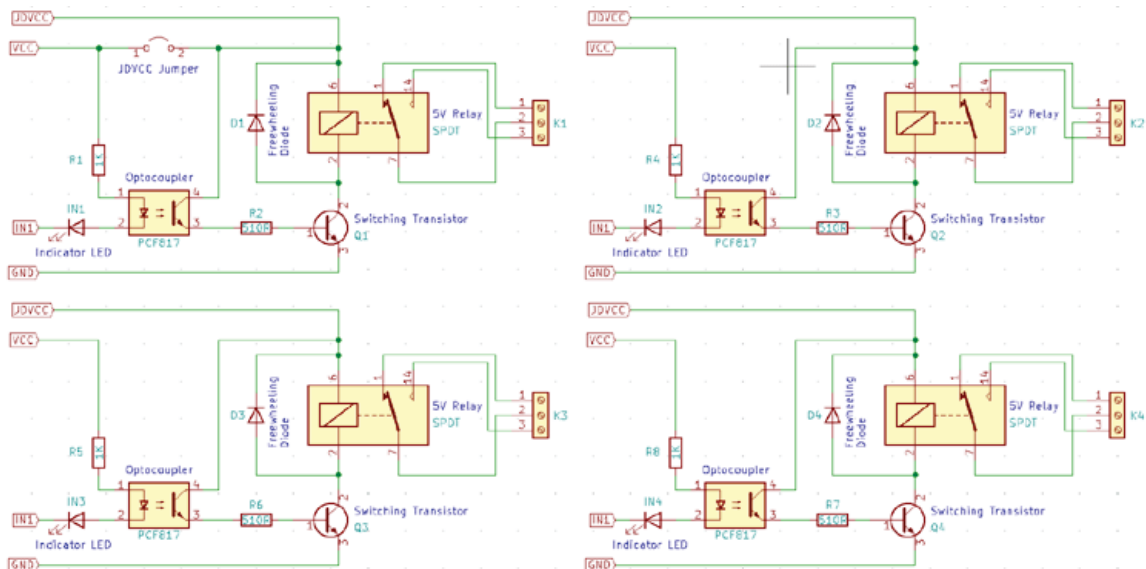 JDVCC
VCC
1 2
JDVCC Jumper
R1
1K
Optocoupler
1 4
2 3
PCF817
IN1
IN1
Indicator LED
GND
D1
Freewheeling
Diode
6
1 14
2
7
5V Relay
SPDT
1
2
3
K1
R2
510R
2
1
3
Switching Transistor
Q1
JDVCC
VCC
R4
1K
Optocoupler
1 4
2 3
PCF817
IN2
IN1
Indicator LED
GND
D2
Freewheeling
Diode
6
1 14
2
7
5V Relay
SPDT
1
2
3
K2
R3
510R
2
1
3
Switching Transistor
Q2
JDVCC
VCC
R5
1K
Optocoupler
1 4
2 3
PCF817
IN3
IN1
Indicator LED
GND
D3
Freewheeling
Diode
6
1 14
2
7
5V Relay
SPDT
1
2
3
K3
R6
510R
2
1
3
Switching Transistor
Q3
JDVCC
VCC
R8
1K
Optocoupler
1 4
2 3
PCF817
IN4
IN1
Indicator LED
GND
D4
Freewheeling
Diode
6
1 14
2
7
5V Relay
SPDT
1
2
3
K4
R7
510R
2
1
3
Switching Transistor
Q4